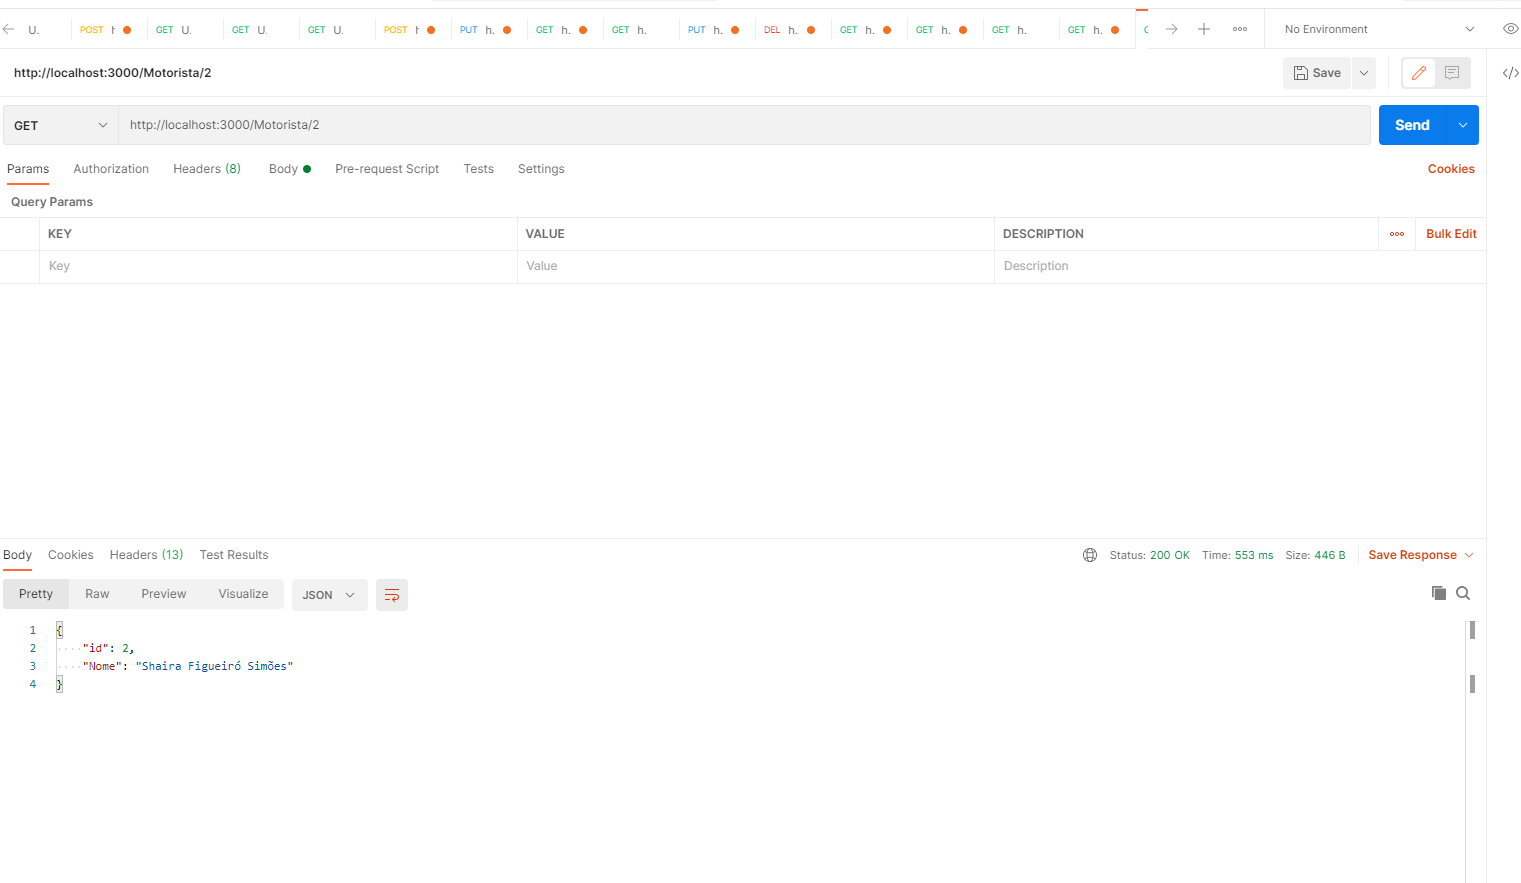 U. POST h GET U. GET U. GET U. POST h PUT h. GET h. GET h. PUT h. DEL h. GET h. GET h. GET h. GET h. No Environment
http://localhost:3000/Motorista/2 Save </>
GET http://localhost:3000/Motorista/2 Send
Params Authorization Headers (8) Body Pre-request Script Tests Settings Cookies
Query Params
KEY VALUE DESCRIPTION Bulk Edit
Key Value Description
Body Cookies Headers (13) Test Results Status: 200 OK Time: 553 ms Size: 446 B Save Response
Pretty Raw Preview Visualize JSON
1 {
2 "id": 2,
3 "Nome": "Shaira Figueiró Simões"
4 }